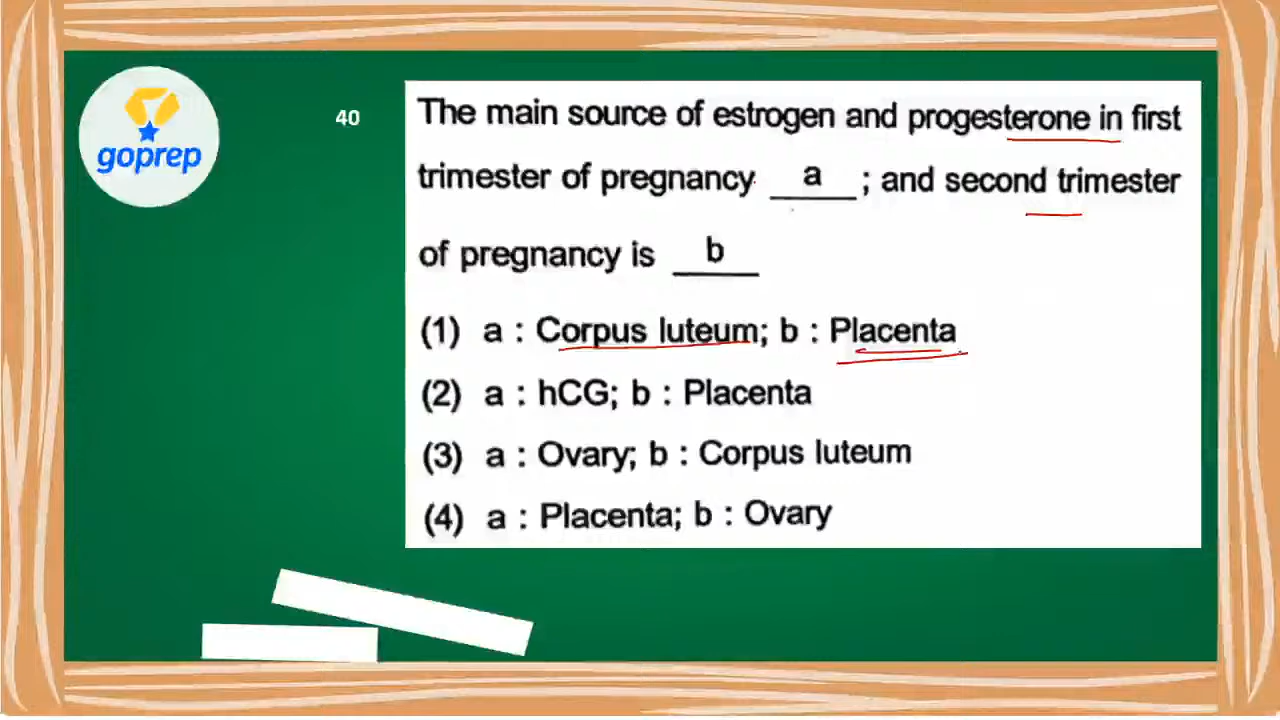 goprep
40
The main source of estrogen and progesterone in first
trimester of pregnancy a ; and second trimester
of pregnancy is b
(1) a : Corpus luteum; b : Placenta
(2) a : hCG; b : Placenta
(3) a : Ovary; b : Corpus luteum
(4) a : Placenta; b : Ovary